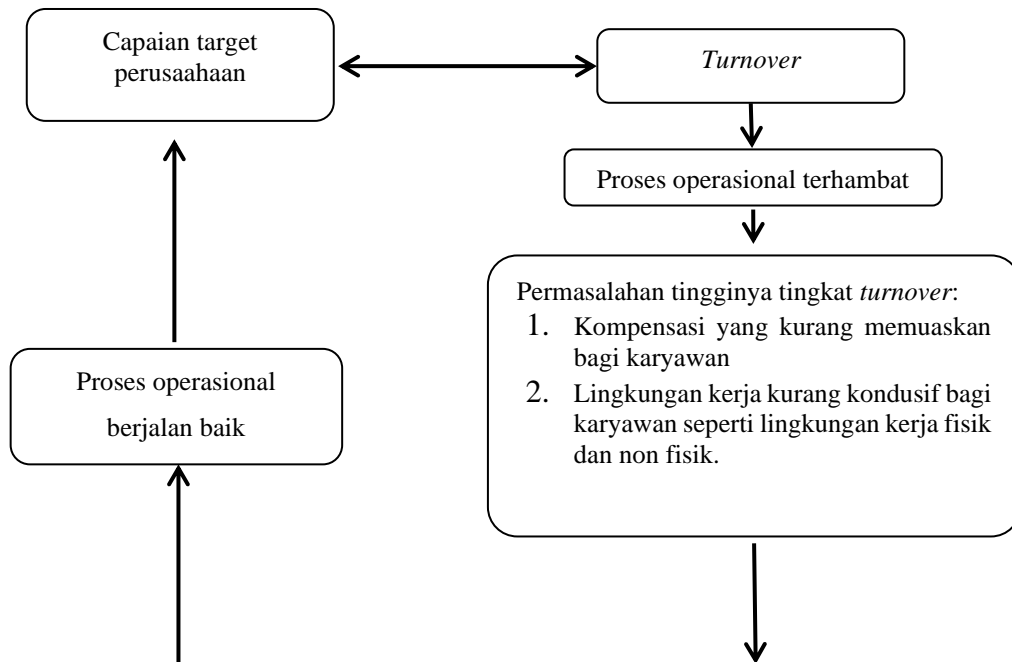 Capaian target
perusaahaan
Turnover
Proses operasional terhambat
Permasalahan tingginya tingkat turnover:
1. Kompensasi yang kurang memuaskan
bagi karyawan
2. Lingkungan kerja kurang kondusif bagi
karyawan seperti lingkungan kerja fisik
dan non fisik.
Proses operasional
berjalan baik